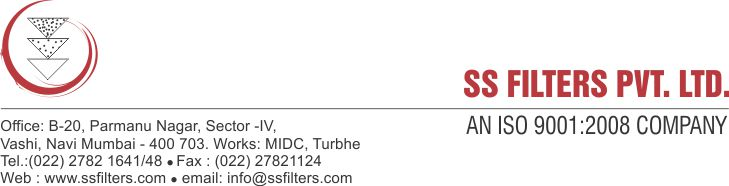 SS FILTERS PVT. LTD.
AN ISO 9001:2008 COMPANY
Office: B-20, Parmanu Nagar, Sector -IV,
Vashi, Navi Mumbai - 400 703. Works: MIDC, Turbhe
Tel.:(022) 2782 1641/48 ● Fax : (022) 27821124
Web : www.ssfilters.com ● email: info@ssfilters.com